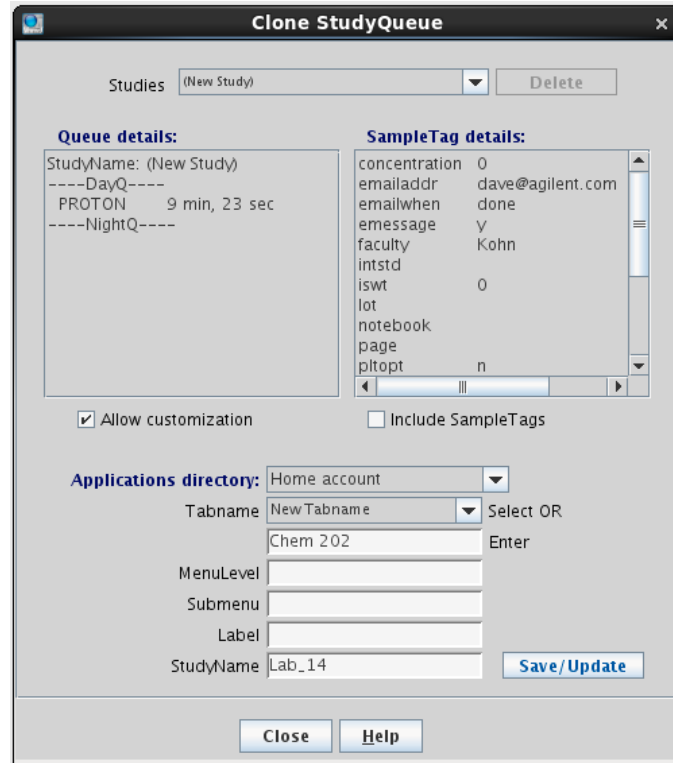 Clone StudyQueue
Studies (New Study) Delete
Queue details:
StudyName: (New Study)
----DayQ----
PROTON 9 min, 23 sec
----NightQ----
SampleTag details:
concentration 0
emailaddr dave@agilent.com
emailwhen done
emessage y
faculty Kohn
intstd
iswt 0
lot
notebook
page
pltopt n
Allow customization
Include SampleTags
Applications directory: Home account
Tabname NewTabname Select OR
Chem 202 Enter
MenuLevel
Submenu
Label
StudyName Lab_14 Save/Update
Close Help